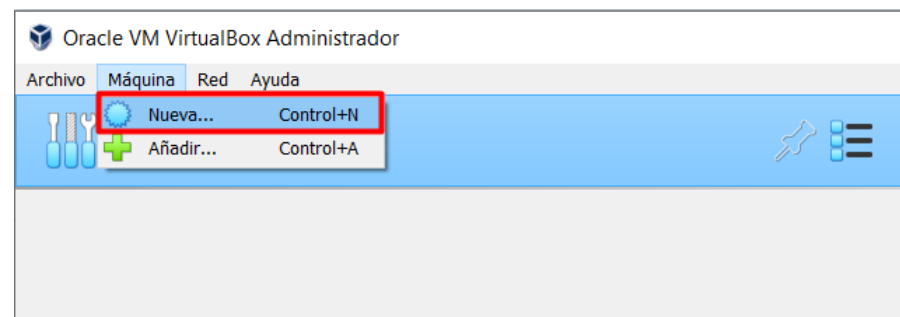 Oracle VM VirtualBox Administrador
Archivo Máquina Red Ayuda
Nueva... Control+N
Añadir... Control+A